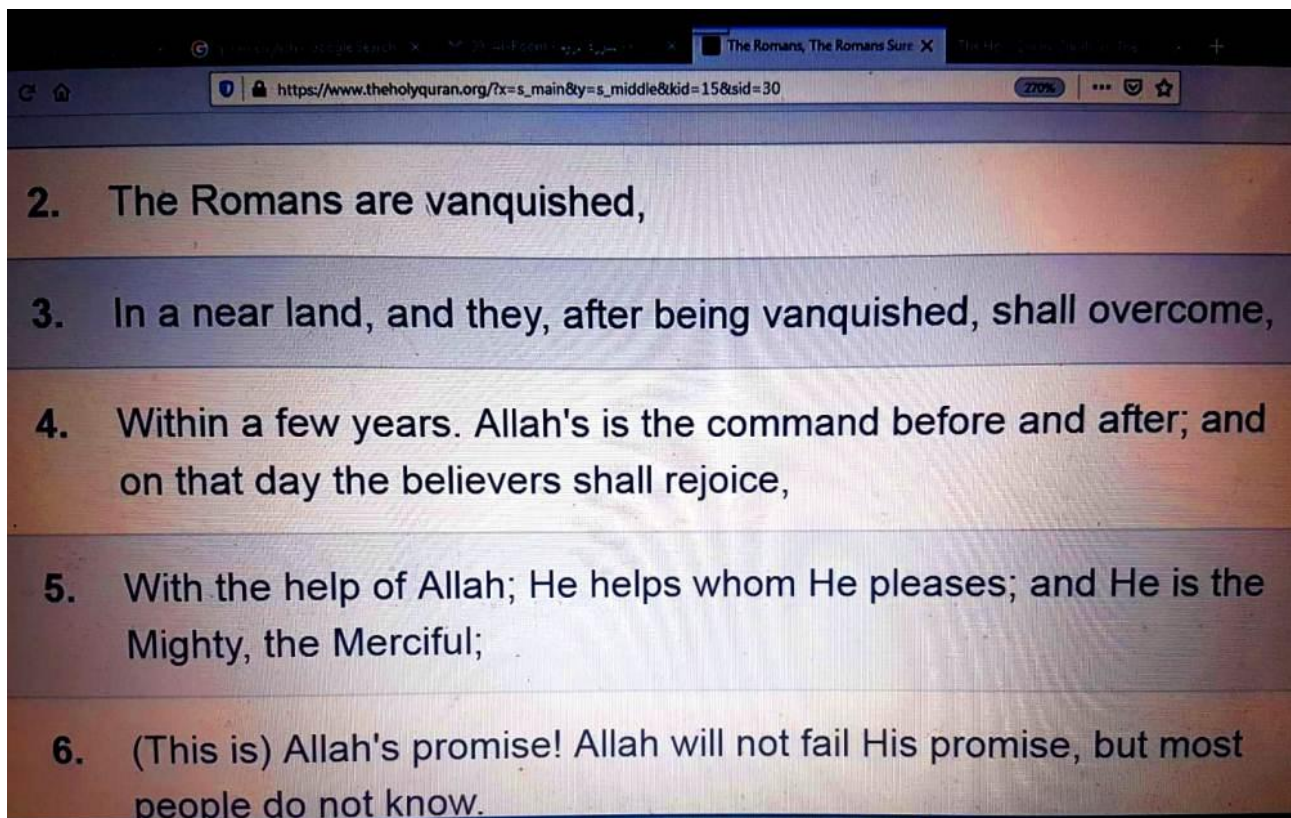 The Romans, The Romans Sure X
https://www.theholyquran.org/?x=s_main&y=s_middle&kid=15&sid=30
270%
2. The Romans are vanquished,
3. In a near land, and they, after being vanquished, shall overcome,
4. Within a few years. Allah's is the command before and after; and
on that day the believers shall rejoice,
5. With the help of Allah; He helps whom He pleases; and He is the
Mighty, the Merciful;
6. (This is) Allah's promise! Allah will not fail His promise, but most
people do not know.